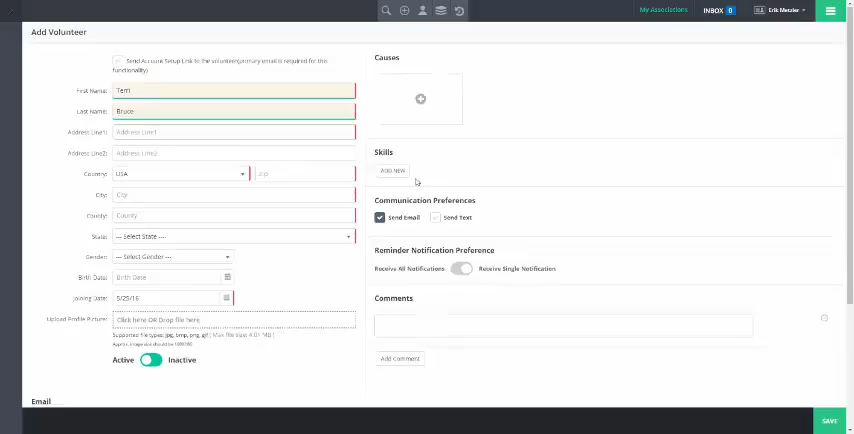 My Associations INBOX 0 Erik Metzler
Add Volunteer
Send Account Setup Link to the volunteer(primary email is required for this
functionality)
First Name: Terri
Last Name: Bruce
Address Line1: Address Line1
Address Line2: Address Line2
Country: USA Zip
City: City
County: County
State: --- Select State ----
Gender: --- Select Gender ---
Birth Date: Birth Date
Joining Date: 5/25/16
Upload Profile Picture: Click here OR Drop file here
Supported file types: jpg, bmp, png, gif ( Max file size: 4.01 MB )
Active Inactive
Email
Causes
Skills
ADD NEW
Communication Preferences
Send Email Send Text
Reminder Notification Preference
Receive All Notifications Receive Single Notification
Comments
Add Comment
SAVE